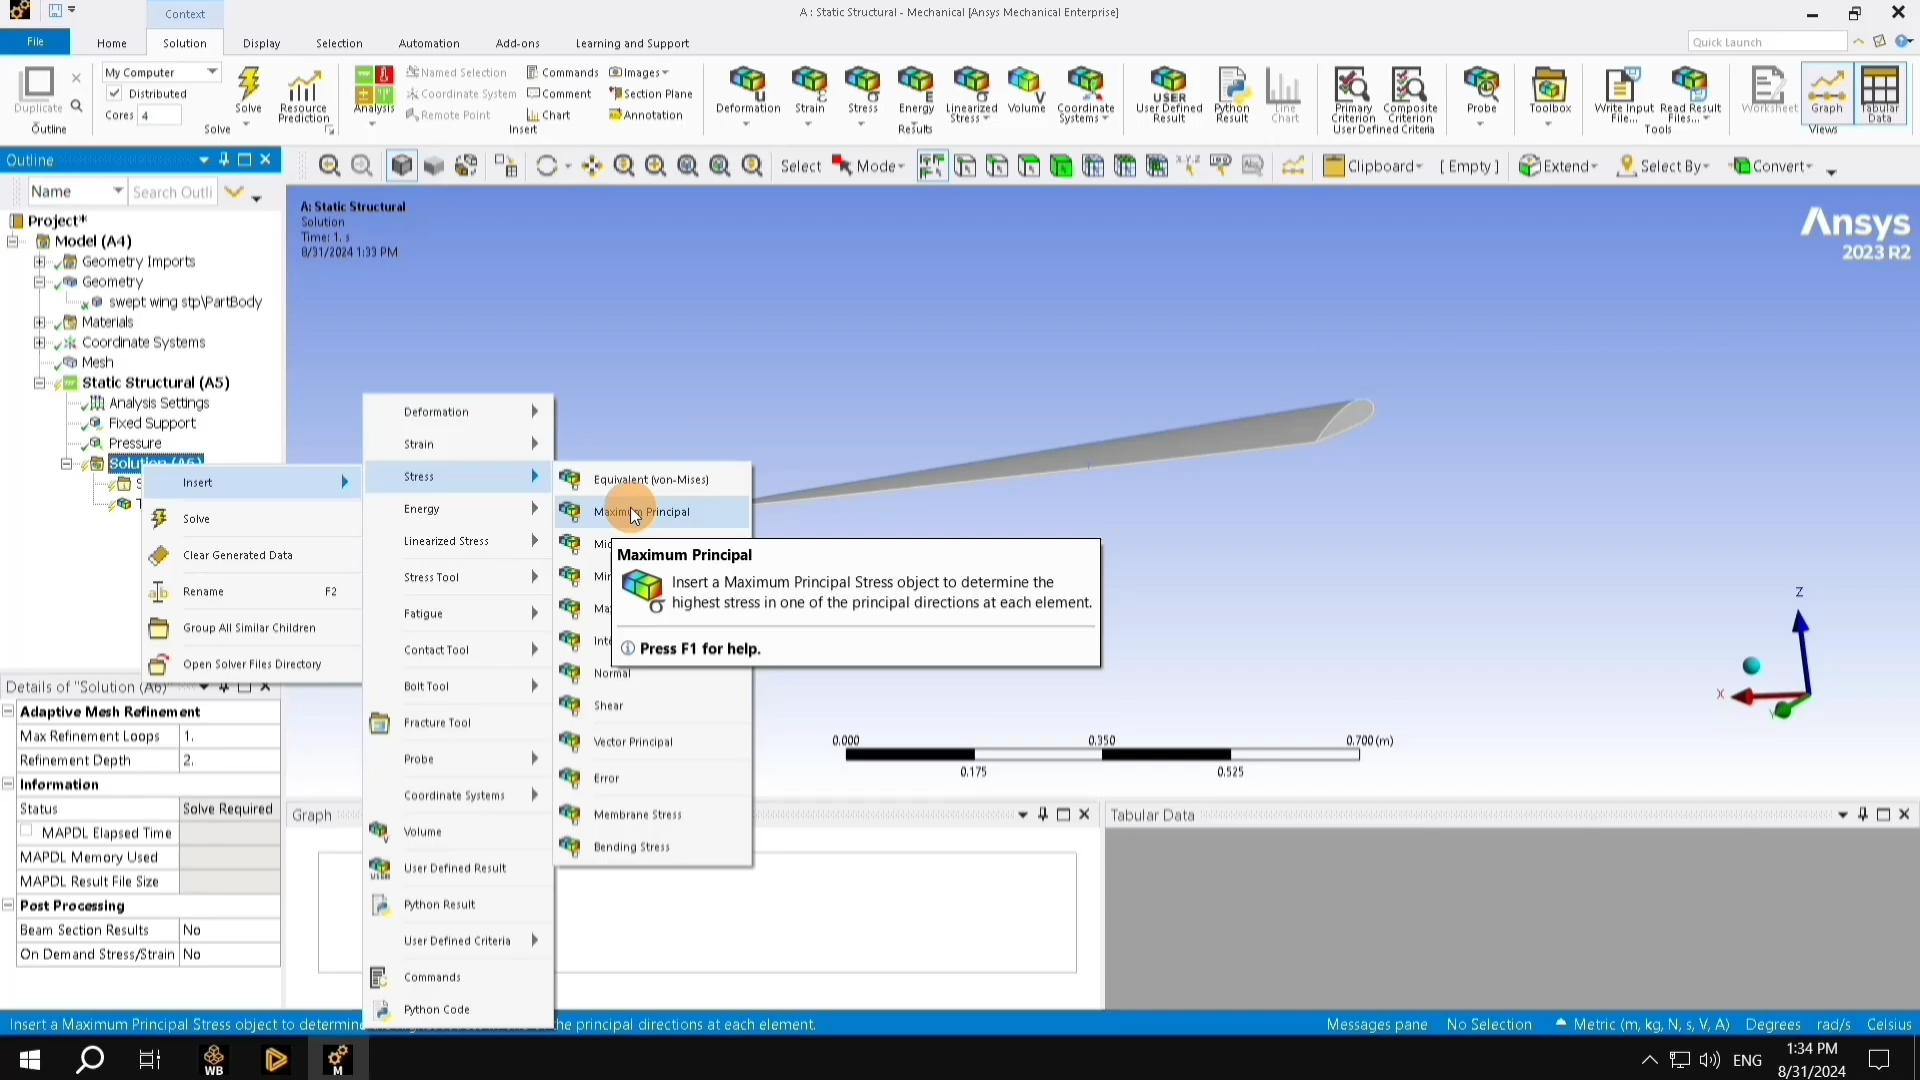 Context
A : Static Structural - Mechanical [Ansys Mechanical Enterprise]
File
Home
Solution
Display
Selection
Automation
Add-ons
Learning and Support
Quick Launch
Duplicate
Outline
My Computer
Distributed
Cores 4
Solve
Resource
Prediction
Solve
Analysis
Named Selection
Coordinate System
Remote Point
Commands
Comment
Chart
Images
Section Plane
Annotation
Insert
Deformation
Strain
Stress
Energy
Linearized
Stress
Volume
Coordinate
Systems
Results
USER
User Defined
Result
Python
Result
Line
Chart
Primary
Criterion
Composite
Criterion
User Defined Criteria
Probe
Toolbox
Write Input
File...
Read Result
Files...
Tools
Worksheet
Graph
Tabular
Data
Views
Outline
Name
Search Outli
Select
Mode
Clipboard
[ Empty ]
Extend
Select By
Convert
Project*
Model (A4)
Geometry Imports
Geometry
swept wing stp\PartBody
Materials
Coordinate Systems
Mesh
Static Structural (A5)
Analysis Settings
Fixed Support
Pressure
Solution (A6)
A: Static Structural
Solution
Time: 1. s
8/31/2024 1:33 PM
Ansys
2023 R2
Insert
Solve
Clear Generated Data
Rename F2
Group All Similar Children
Open Solver Files Directory
Deformation
Strain
Stress
Energy
Linearized Stress
Stress Tool
Fatigue
Contact Tool
Bolt Tool
Fracture Tool
Probe
Coordinate Systems
Volume
User Defined Result
Python Result
User Defined Criteria
Commands
Python Code
Equivalent (von-Mises)
Maximum Principal
Normal
Shear
Vector Principal
Error
Membrane Stress
Bending Stress
Maximum Principal
Insert a Maximum Principal Stress object to determine the
highest stress in one of the principal directions at each element.
Press F1 for help.
Z
X
Y
0.000
0.350
0.700 (m)
0.175
0.525
Details of "Solution (A6)"
Adaptive Mesh Refinement
Max Refinement Loops 1.
Refinement Depth 2.
Information
Status Solve Required
MAPDL Elapsed Time
MAPDL Memory Used
MAPDL Result File Size
Post Processing
Beam Section Results No
On Demand Stress/Strain No
Graph
Tabular Data
Insert a Maximum Principal Stress object to determin
he principal directions at each element.
Messages pane
No Selection
Metric (m, kg, N, s, V, A)
Degrees
rad/s
Celsius
WB
M
ENG
1:34 PM
8/31/2024